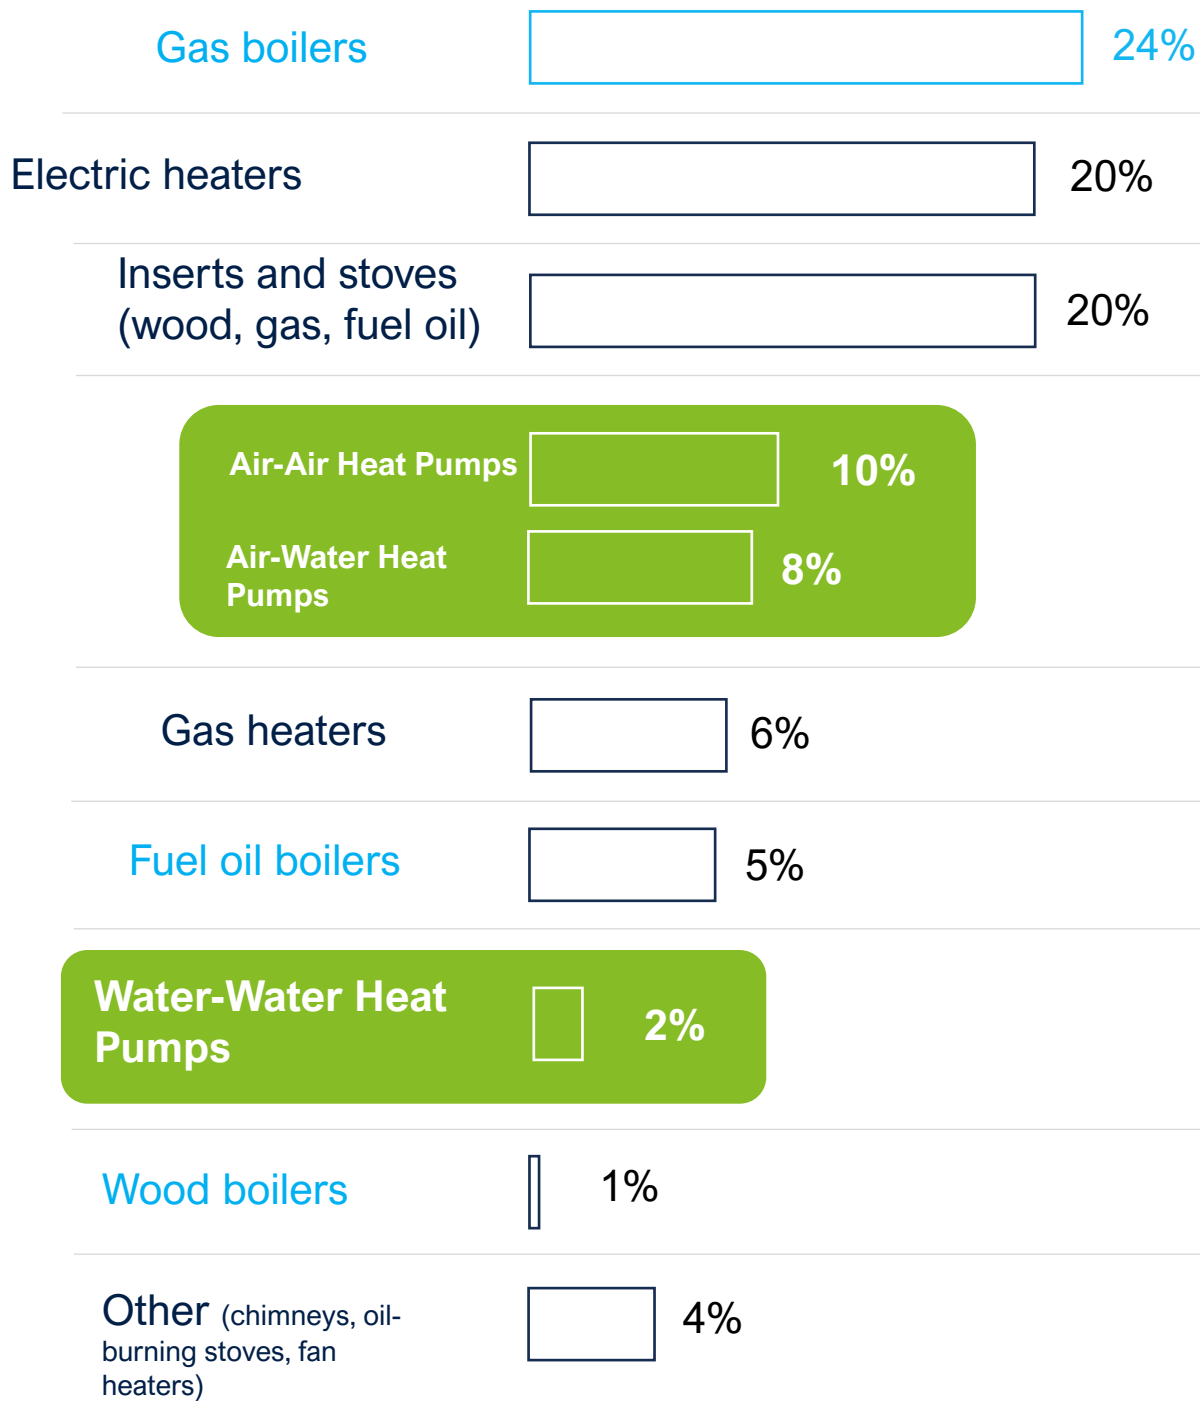 Gas boilers 24%
Electric heaters 20%
Inserts and stoves
(wood, gas, fuel oil) 20%
Air-Air Heat Pumps 10%
Air-Water Heat
Pumps 8%
Gas heaters 6%
Fuel oil boilers 5%
Water-Water Heat
Pumps 2%
Wood boilers 1%
Other (chimneys, oil-
burning stoves, fan
heaters) 4%